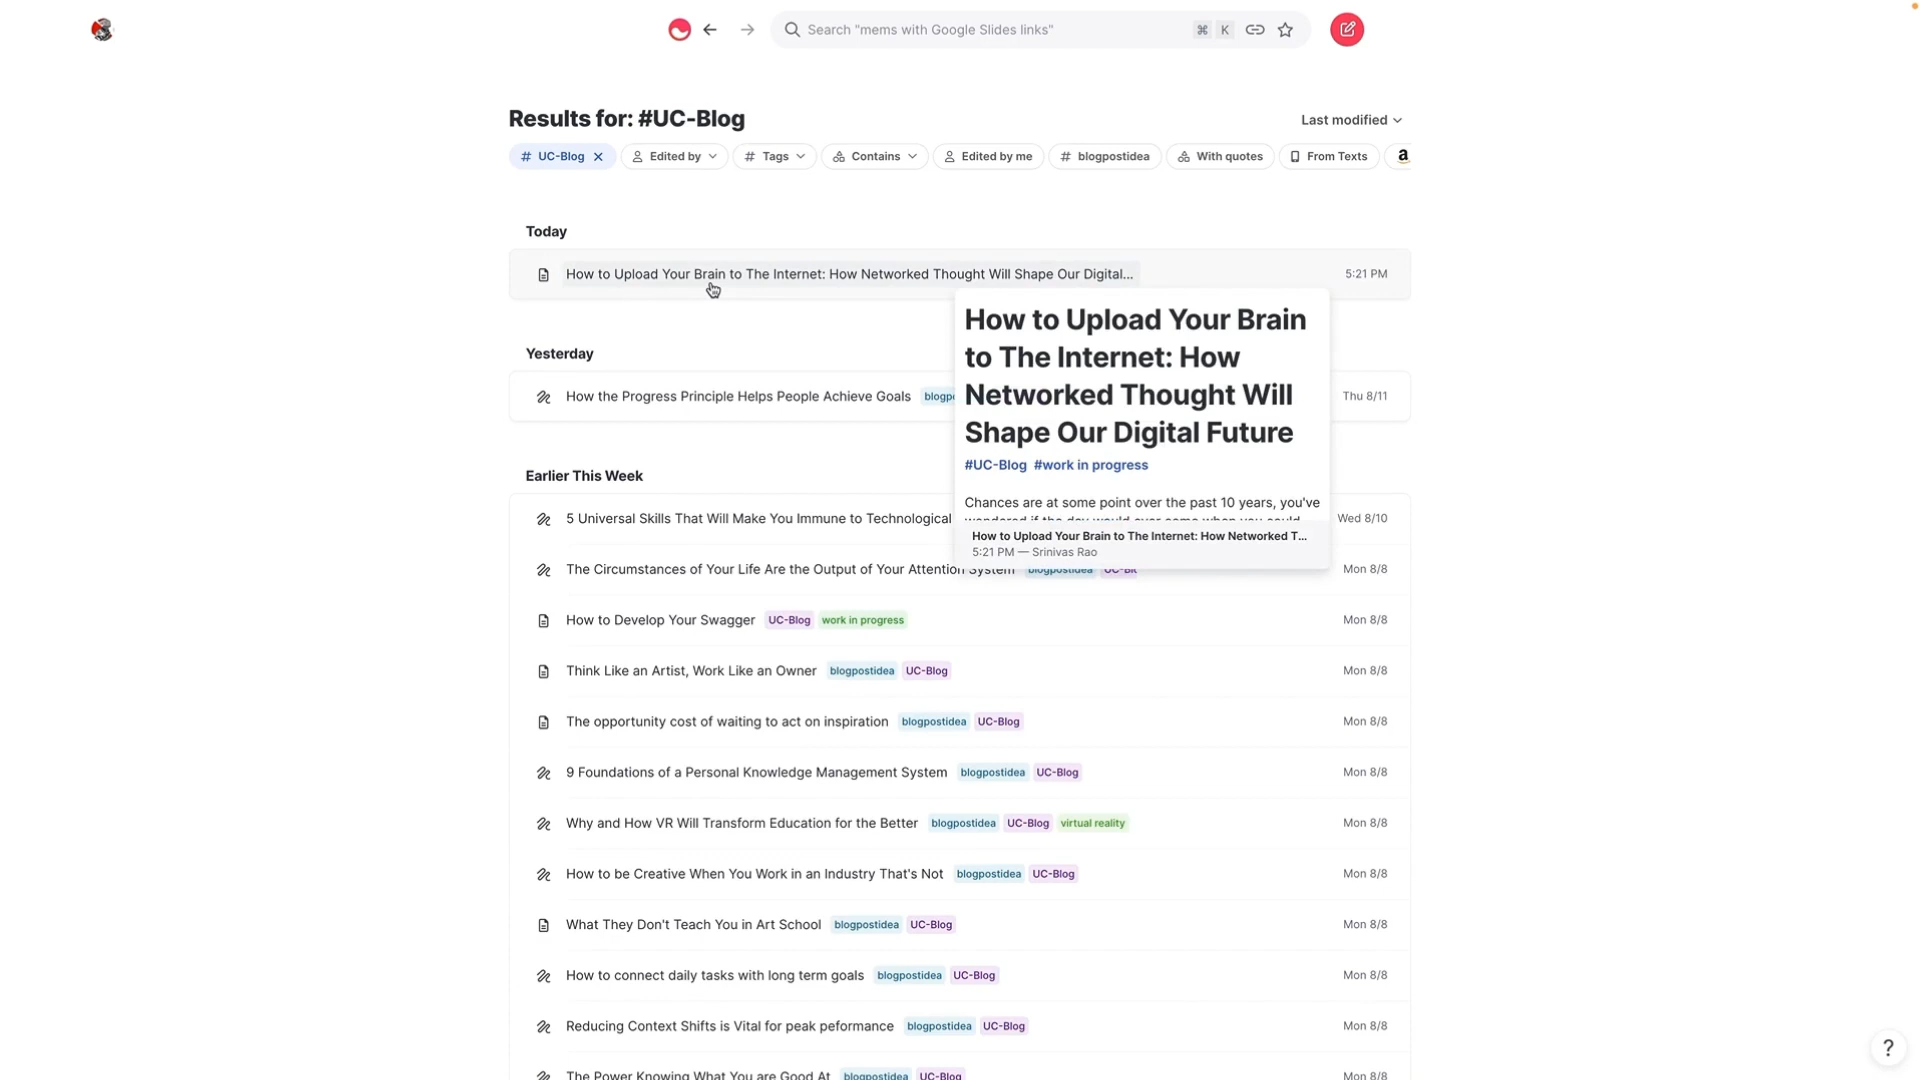 Search "mems with Google Slides links"
⌘ K
Results for: #UC-Blog
Last modified
# UC-Blog ×
Edited by
# Tags
Contains
Edited by me
# blogpostidea
With quotes
From Texts
a
Today
How to Upload Your Brain to The Internet: How Networked Thought Will Shape Our Digital...
5:21 PM
How to Upload Your Brain
to The Internet: How
Networked Thought Will
Shape Our Digital Future
#UC-Blog #work in progress
Chances are at some point over the past 10 years, you've
How to Upload Your Brain to The Internet: How Networked T...
5:21 PM — Srinivas Rao
Yesterday
How the Progress Principle Helps People Achieve Goals
Thu 8/11
Earlier This Week
5 Universal Skills That Will Make You Immune to Technological
Wed 8/10
The Circumstances of Your Life Are the Output of Your Attention System blogpostidea
Mon 8/8
How to Develop Your Swagger UC-Blog work in progress
Mon 8/8
Think Like an Artist, Work Like an Owner blogpostidea UC-Blog
Mon 8/8
The opportunity cost of waiting to act on inspiration blogpostidea UC-Blog
Mon 8/8
9 Foundations of a Personal Knowledge Management System blogpostidea UC-Blog
Mon 8/8
Why and How VR Will Transform Education for the Better blogpostidea UC-Blog virtual reality
Mon 8/8
How to be Creative When You Work in an Industry That's Not blogpostidea UC-Blog
Mon 8/8
What They Don't Teach You in Art School blogpostidea UC-Blog
Mon 8/8
How to connect daily tasks with long term goals blogpostidea UC-Blog
Mon 8/8
Reducing Context Shifts is Vital for peak peformance blogpostidea UC-Blog
Mon 8/8
The Power Knowing What You are Good At blogpostidea UC-Blog
Mon 8/8
?